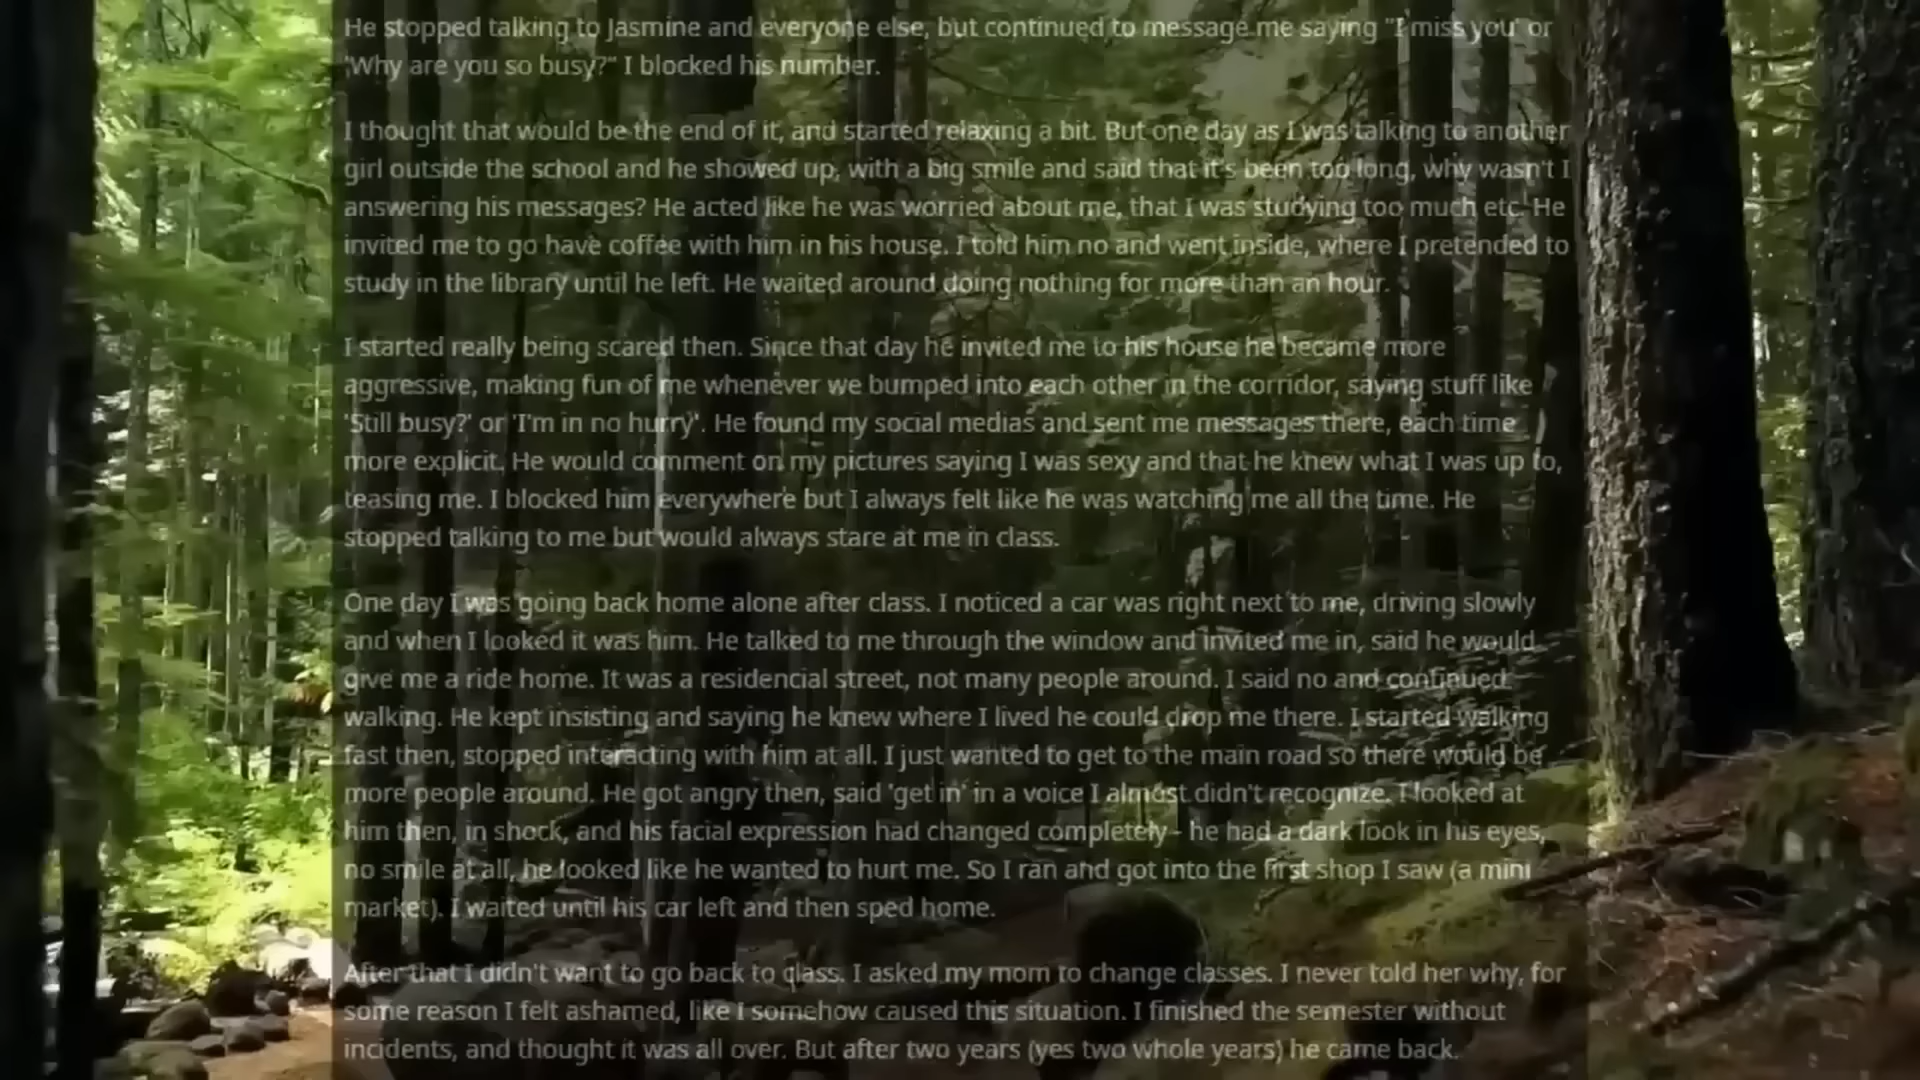 He stopped talking to Jasmine and everyone else, but continued to message me saying "I miss you' or
'Why are you so busy?" I blocked his number.
I thought that would be the end of it, and started relaxing a bit. But one day as I was talking to another
girl outside the school and he showed up, with a big smile and said that it's been too long, why wasn't I
answering his messages? He acted like he was worried about me, that I was studying too much etc. He
invited me to go have coffee with him in his house. I told him no and went inside, where I pretended to
study in the library until he left. He waited around doing nothing for more than an hour.
I started really being scared then. Since that day he invited me to his house he became more
aggressive, making fun of me whenever we bumped into each other in the corridor, saying stuff like
'Still busy?' or 'I'm in no hurry'. He found my social medias and sent me messages there, each time
more explicit. He would comment on my pictures saying I was sexy and that he knew what I was up to,
teasing me. I blocked him everywhere but I always felt like he was watching me all the time. He
stopped talking to me but would always stare at me in class.
One day I was going back home alone after class. I noticed a car was right next to me, driving slowly
and when I looked it was him. He talked to me through the window and invited me in, said he would
give me a ride home. It was a residencial street, not many people around. I said no and continued
walking. He kept insisting and saying he knew where I lived he could drop me there. I started walking
fast then, stopped interacting with him at all. I just wanted to get to the main road so there would be
more people around. He got angry then, said 'get in' in a voice I almost didn't recognize. I looked at
him then, in shock, and his facial expression had changed completely - he had a dark look in his eyes,
no smile at all, he looked like he wanted to hurt me. So I ran and got into the first shop I saw (a mini
market). I waited until his car left and then sped home.
After that I didn't want to go back to class. I asked my mom to change classes. I never told her why, for
some reason I felt ashamed, like I somehow caused this situation. I finished the semester without
incidents, and thought it was all over. But after two years (yes two whole years) he came back.